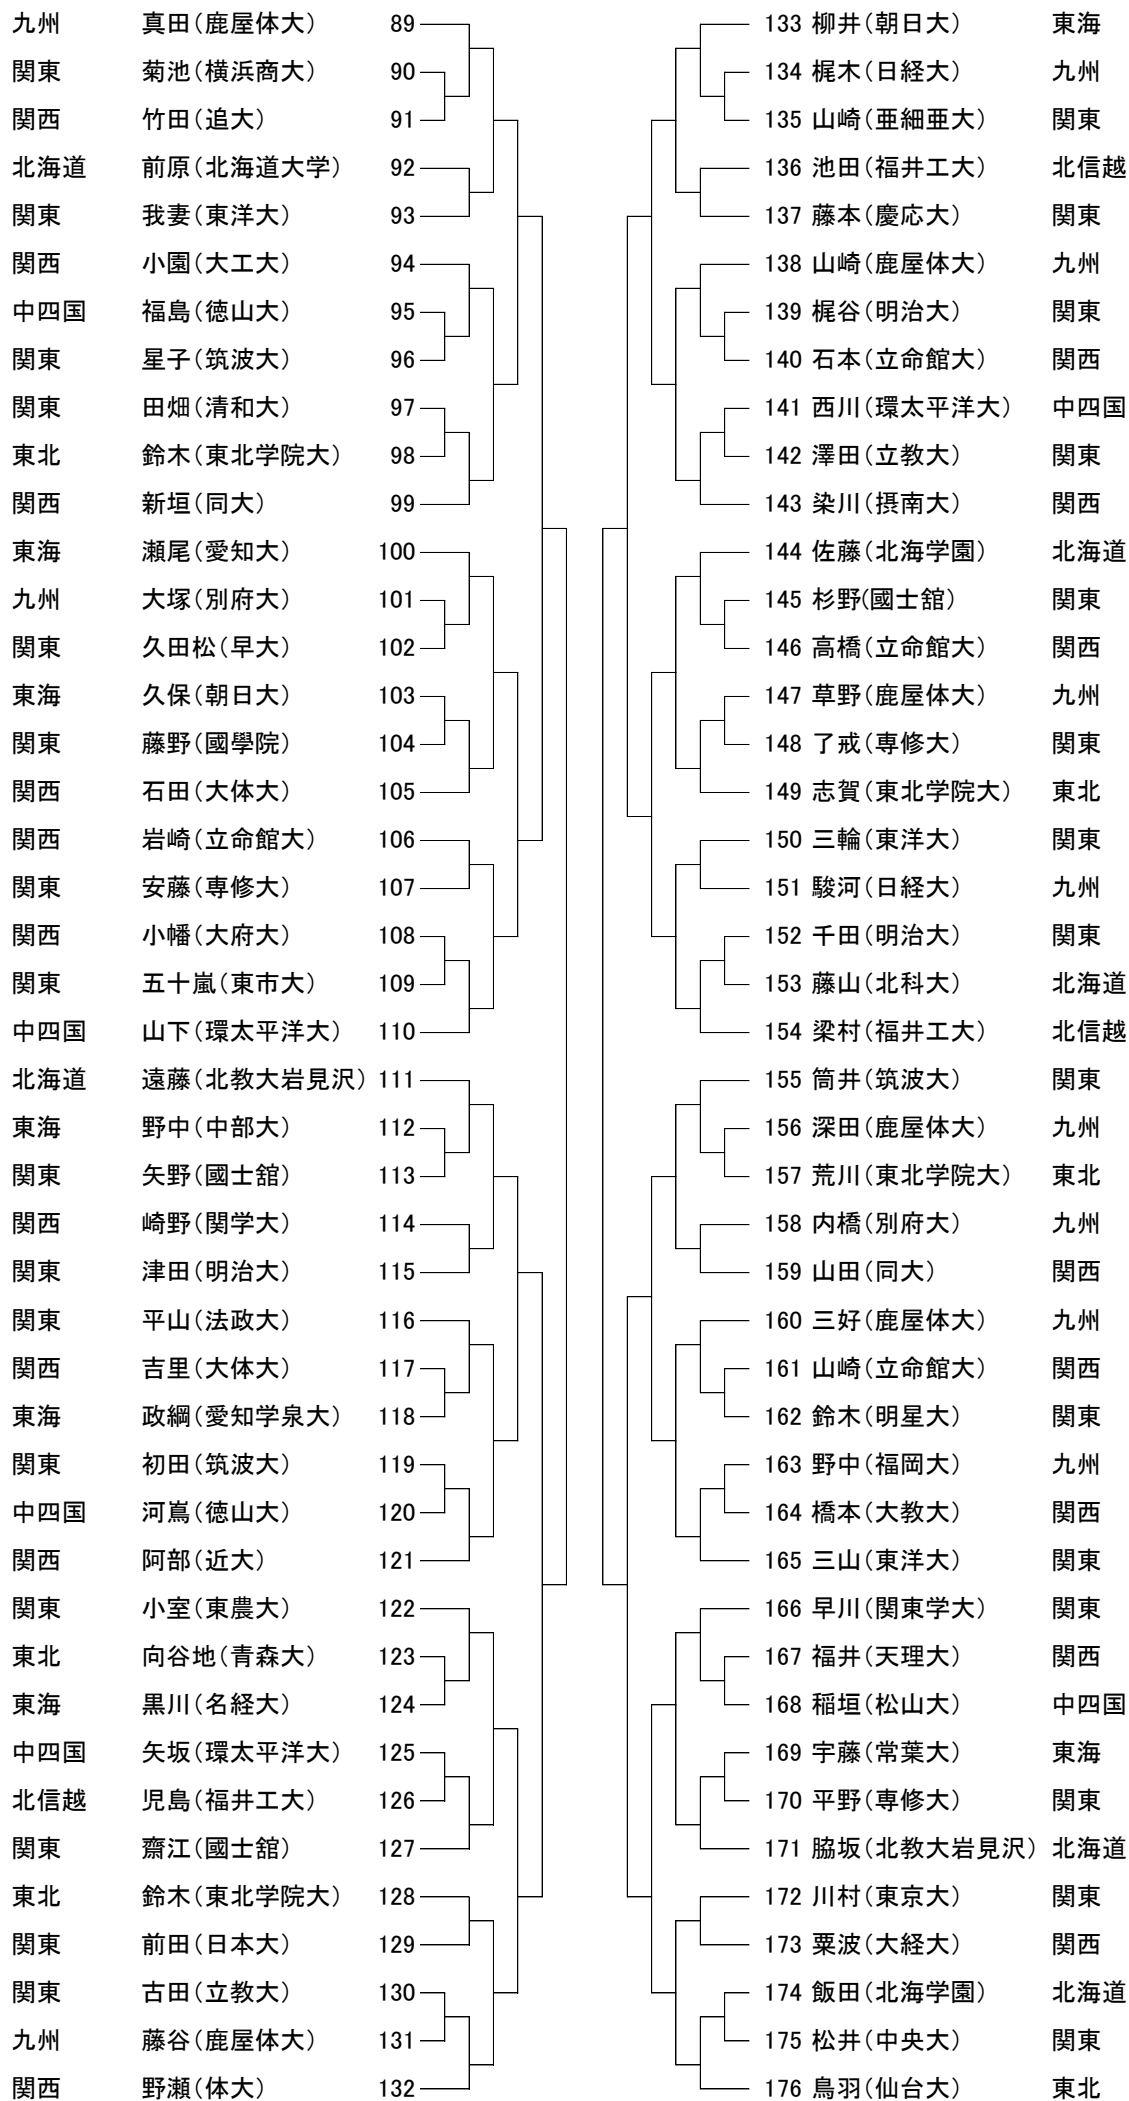 九州 真田(鹿屋体大) 89
関東 菊池(横浜商大) 90
関西 竹田(追大) 91
北海道 前原(北海道大学) 92
関東 我妻(東洋大) 93
関西 小園(大工大) 94
中四国 福島(徳山大) 95
関東 星子(筑波大) 96
関東 田畑(清和大) 97
東北 鈴木(東北学院大) 98
関西 新垣(同大) 99
東海 瀬尾(愛知大) 100
九州 大塚(別府大) 101
関東 久田松(早大) 102
東海 久保(朝日大) 103
関東 藤野(國學院) 104
関西 石田(大体大) 105
関西 岩崎(立命館大) 106
関東 安藤(専修大) 107
関西 小幡(大府大) 108
関東 五十嵐(東市大) 109
中四国 山下(環太平洋大) 110
北海道 遠藤(北教大岩見沢) 111
東海 野中(中部大) 112
関東 矢野(國士舘) 113
関西 崎野(関学大) 114
関東 津田(明治大) 115
関東 平山(法政大) 116
関西 吉里(大体大) 117
東海 政綱(愛知学泉大) 118
関東 初田(筑波大) 119
中四国 河嶌(徳山大) 120
関西 阿部(近大) 121
関東 小室(東農大) 122
東北 向谷地(青森大) 123
東海 黒川(名経大) 124
中四国 矢坂(環太平洋大) 125
北信越 児島(福井工大) 126
関東 齋江(國士舘) 127
東北 鈴木(東北学院大) 128
関東 前田(日本大) 129
関東 古田(立教大) 130
九州 藤谷(鹿屋体大) 131
関西 野瀬(体大) 132
133 柳井(朝日大) 東海
134 梶木(日経大) 九州
135 山崎(亜細亜大) 関東
136 池田(福井工大) 北信越
137 藤本(慶応大) 関東
138 山崎(鹿屋体大) 九州
139 梶谷(明治大) 関東
140 石本(立命館大) 関西
141 西川(環太平洋大) 中四国
142 澤田(立教大) 関東
143 染川(摂南大) 関西
144 佐藤(北海学園) 北海道
145 杉野(國士舘) 関東
146 高橋(立命館大) 関西
147 草野(鹿屋体大) 九州
148 了戒(専修大) 関東
149 志賀(東北学院大) 東北
150 三輪(東洋大) 関東
151 駿河(日経大) 九州
152 千田(明治大) 関東
153 藤山(北科大) 北海道
154 梁村(福井工大) 北信越
155 筒井(筑波大) 関東
156 深田(鹿屋体大) 九州
157 荒川(東北学院大) 東北
158 内橋(別府大) 九州
159 山田(同大) 関西
160 三好(鹿屋体大) 九州
161 山崎(立命館大) 関西
162 鈴木(明星大) 関東
163 野中(福岡大) 九州
164 橋本(大教大) 関西
165 三山(東洋大) 関東
166 早川(関東学大) 関東
167 福井(天理大) 関西
168 稲垣(松山大) 中四国
169 宇藤(常葉大) 東海
170 平野(専修大) 関東
171 脇坂(北教大岩見沢) 北海道
172 川村(東京大) 関東
173 粟波(大経大) 関西
174 飯田(北海学園) 北海道
175 松井(中央大) 関東
176 鳥羽(仙台大) 東北